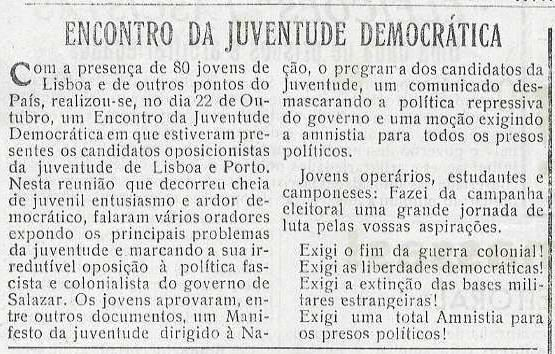 ENCONTRO DA JUVENTUDE DEMOCRÁTICA
Com a presença de 80 jovens de
Lisboa e de outros pontos do
País, realizou-se, no dia 22 de Ou-
tubro, um Encontro da Juventude
Democrática em que estiveram pre-
sentes os candidatos oposicionistas
da juventude de Lisboa e Porto.
Nesta reunião que decorreu cheia
de juvenil entusiasmo e ardor de-
mocrático, falaram vários oradores
expondo os principais problemas
da juventude e marcando a sua ir-
redutível oposição à política fas-
cista e colonialista do governo de
Salazar. Os jovens aprovaram, en-
tre outros documentos, um Mani-
festo da juventude dirigido à Na-
ção, o programa dos candidatos da
Juventude, um comunicado des-
mascarando a política repressiva
do governo e uma moção exigindo
a amnistia para todos os presos
políticos.
Jovens operários, estudantes e
camponeses: Fazei da campanha
eleitoral uma grande jornada de
luta pelas vossas aspirações.
Exigi o fim da guerra colonial!
Exigi as liberdades democráticas!
Exigi a extinção das bases mili-
tares estrangeiras!
Exigi uma total Amnistia para
os presos políticos!